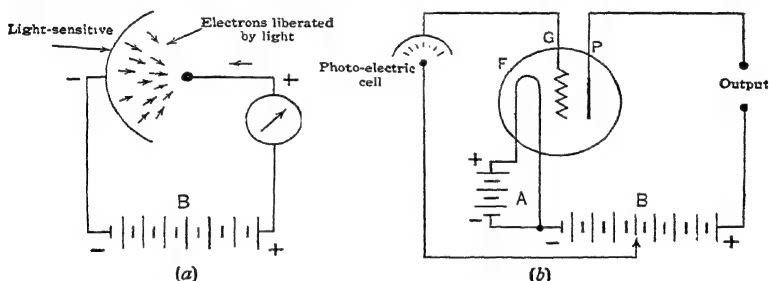 Light-sensitive
Electrons liberated
by light
-
+
B
-
+
(a)
Photo-electric
cell
G
P
F
Output
+
A
-
B
-
+
(b)